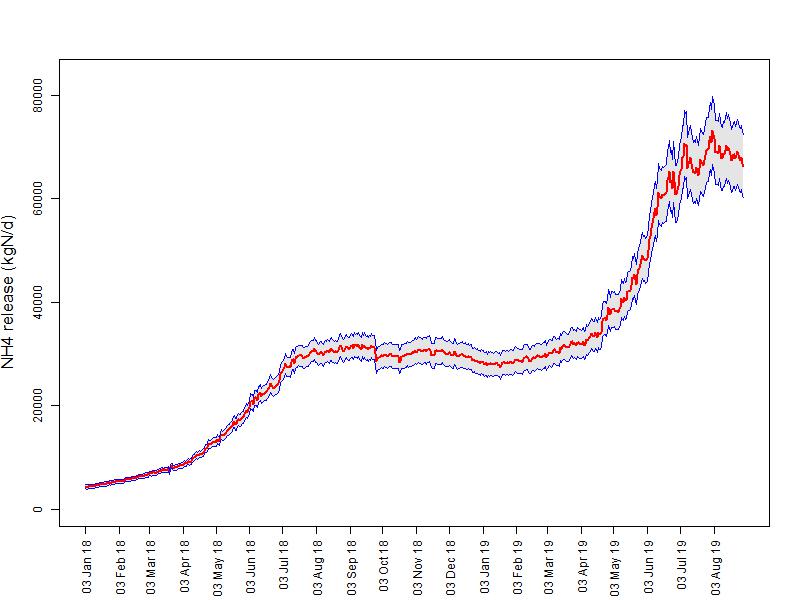 NH4 release (kgN/d)
80000
60000
40000
20000
0
03 Jan 18
03 Feb 18
03 Mar 18
03 Apr 18
03 May 18
03 Jun 18
03 Jul 18
03 Aug 18
03 Sep 18
03 Oct 18
03 Nov 18
03 Dec 18
03 Jan 19
03 Feb 19
03 Mar 19
03 Apr 19
03 May 19
03 Jun 19
03 Jul 19
03 Aug 19